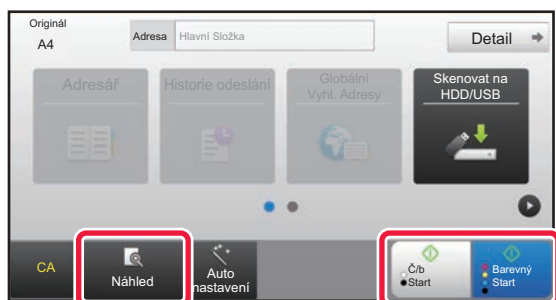 Originál
A4
Adresa
Hlavní Složka
Detail
Adresář
Historie odeslání
Globální
Vyhl. Adresy
Skenovat na
HDD/USB
CA
Náhled
Auto
nastavení
Č/b
Start
Barevný
Start